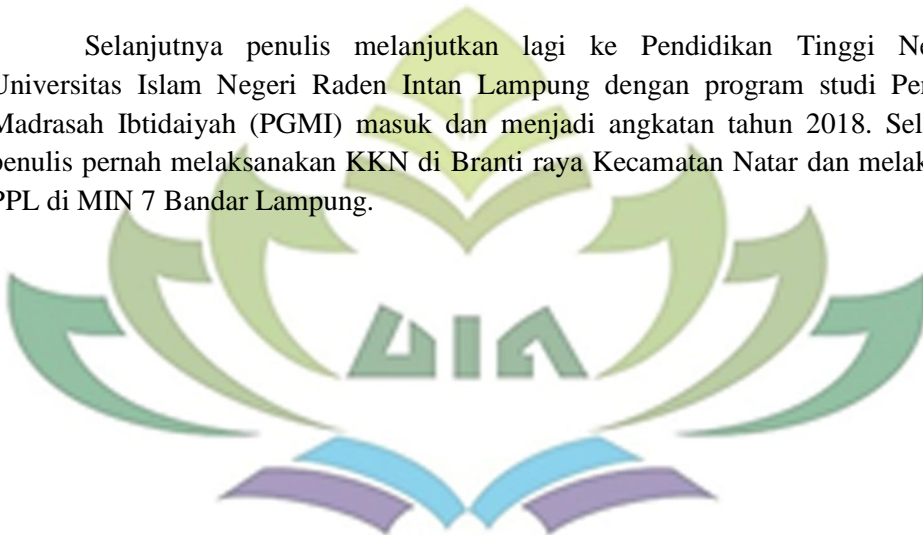 Selanjutnya penulis melanjutkan lagi ke Pendidikan Tinggi
Universitas Islam Negeri Raden Intan Lampung dengan program studi
Madrasah Ibtidaiyah (PGMI) masuk dan menjadi angkatan tahun 2018.
penulis pernah melaksanakan KKN di Branti raya Kecamatan Natar dan
PPL di MIN 7 Bandar Lampung.
UIN